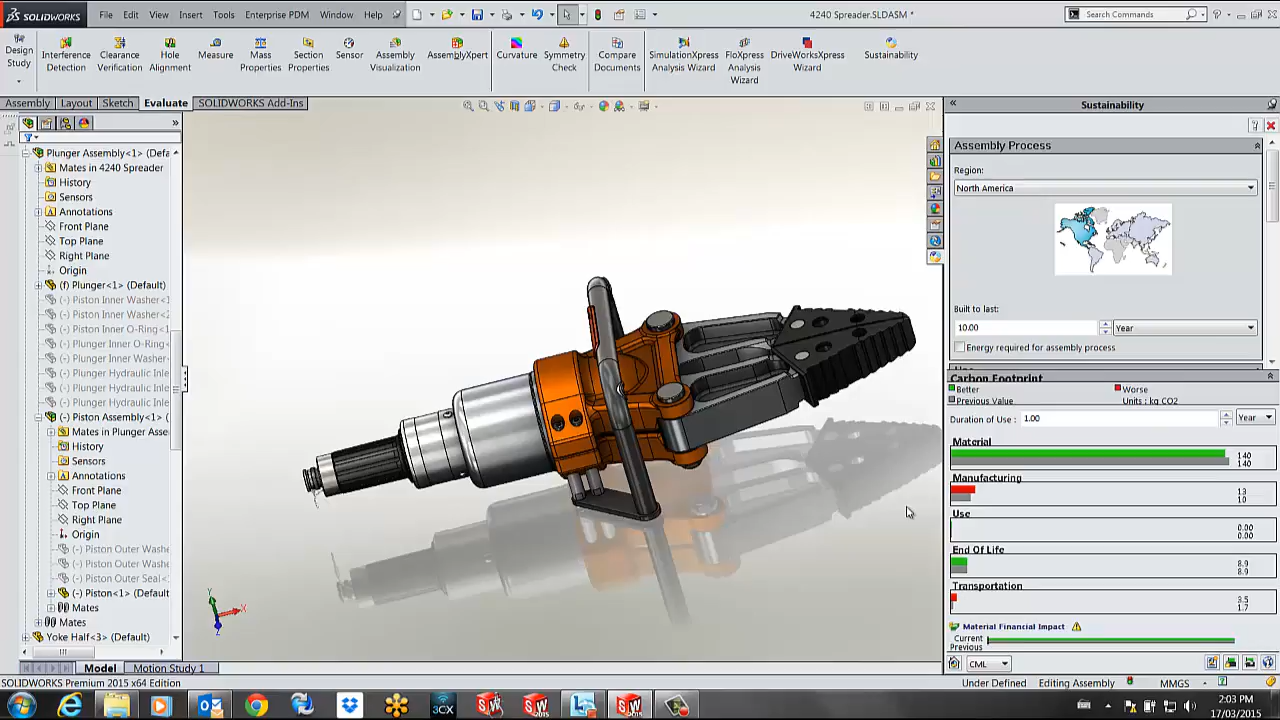 SOLIDWORKS File Edit View Insert Tools Enterprise PDM Window Help 4240 Spreader.SLDASM * Search Commands
Design Study
Interference Detection
Clearance Verification
Hole Alignment
Measure
Mass Properties
Section Properties
Sensor
Assembly Visualization
AssemblyXpert
Curvature
Symmetry Check
Compare Documents
SimulationXpress Analysis Wizard
FloXpress Analysis Wizard
DriveWorksXpress Wizard
Sustainability
Assembly Layout Sketch Evaluate SOLIDWORKS Add-Ins
Plunger Assembly<1> (Defa
Mates in 4240 Spreader
History
Sensors
Annotations
Front Plane
Top Plane
Right Plane
Origin
(f) Plunger<1> (Default)
(-) Piston Inner Washer<1
(-) Piston Inner Washer<2
(-) Piston Inner O-Ring<1
(-) Plunger Inner O-Ring<
(-) Plunger Inner Washer
(-) Plunger Hydraulic Inle
(-) Plunger Hydraulic Inle
(-) Plunger Hydraulic Inle
(-) Piston Assembly<1> (
Mates in Plunger Asse
History
Sensors
Annotations
Front Plane
Top Plane
Right Plane
Origin
(-) Piston Outer Washe
(-) Piston Outer Washe
(-) Piston Outer Seal<
(-) Piston<1> (Default
Mates
Mates
Yoke Half<3> (Default)
Y
X
Z
Sustainability
Assembly Process
Region:
North America
Built to last:
10.00 Year
Energy required for assembly process
Carbon Footprint
Better Worse
Previous Value Units : kg CO2
Duration of Use : 1.00 Year
Material
140
140
Manufacturing
13
10
Use
0.00
0.00
End Of Life
8.9
8.9
Transportation
3.5
1.7
Material Financial Impact
Current
Previous
CML
Model Motion Study 1
SOLIDWORKS Premium 2015 x64 Edition Under Defined Editing Assembly MMGS
3CX
2:03 PM
17/03/2015